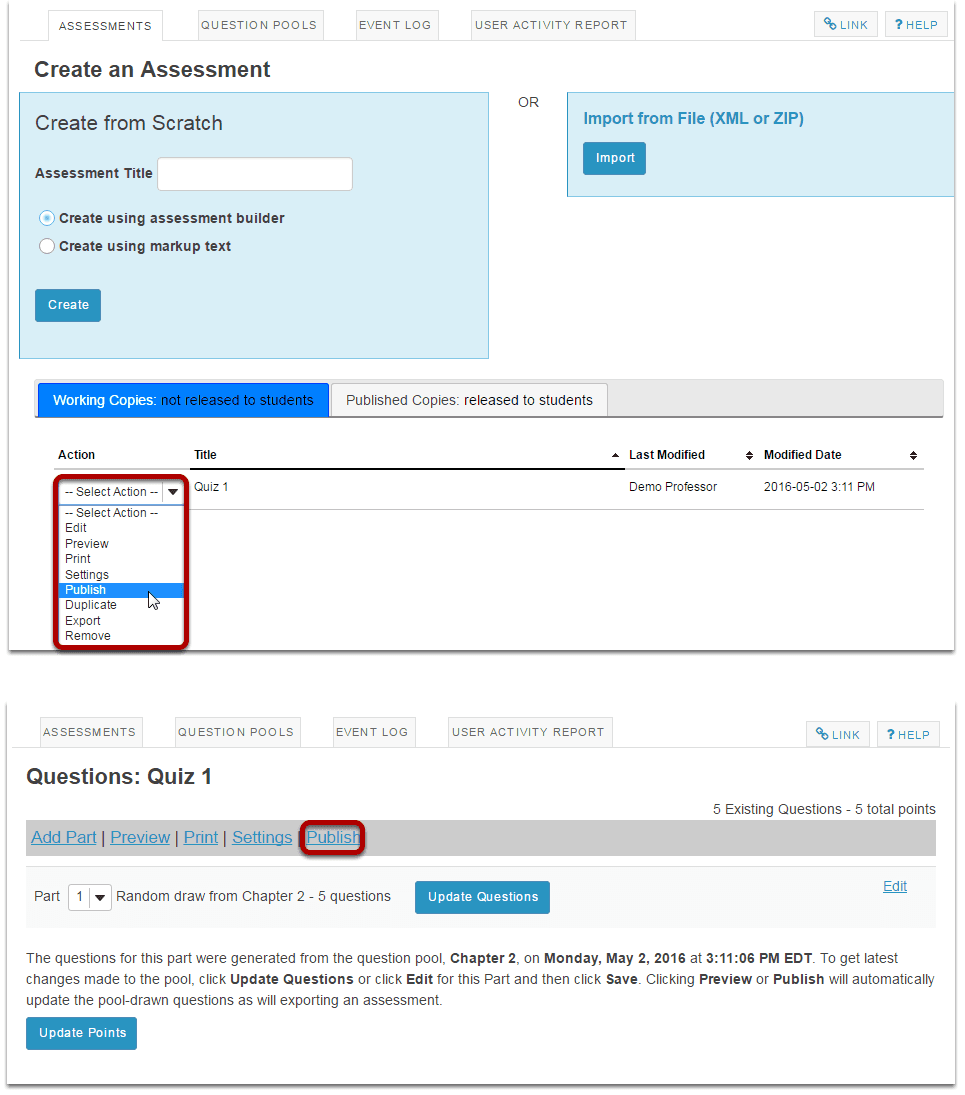 ASSESSMENTS QUESTION POOLS EVENT LOG USER ACTIVITY REPORT LINK ? HELP
Create an Assessment
Create from Scratch
OR
Import from File (XML or ZIP)
Import
Assessment Title
Create using assessment builder
Create using markup text
Create
Working Copies: not released to students Published Copies: released to students
Action Title Last Modified Modified Date
-- Select Action -- Quiz 1 Demo Professor 2016-05-02 3:11 PM
-- Select Action --
Edit
Preview
Print
Settings
Publish
Duplicate
Export
Remove
ASSESSMENTS QUESTION POOLS EVENT LOG USER ACTIVITY REPORT LINK ? HELP
Questions: Quiz 1
5 Existing Questions - 5 total points
Add Part | Preview | Print | Settings | Publish
Part 1 Random draw from Chapter 2 - 5 questions Update Questions Edit
The questions for this part were generated from the question pool, Chapter 2, on Monday, May 2, 2016 at 3:11:06 PM EDT. To get latest
changes made to the pool, click Update Questions or click Edit for this Part and then click Save. Clicking Preview or Publish will automatically
update the pool-drawn questions as will exporting an assessment.
Update Points